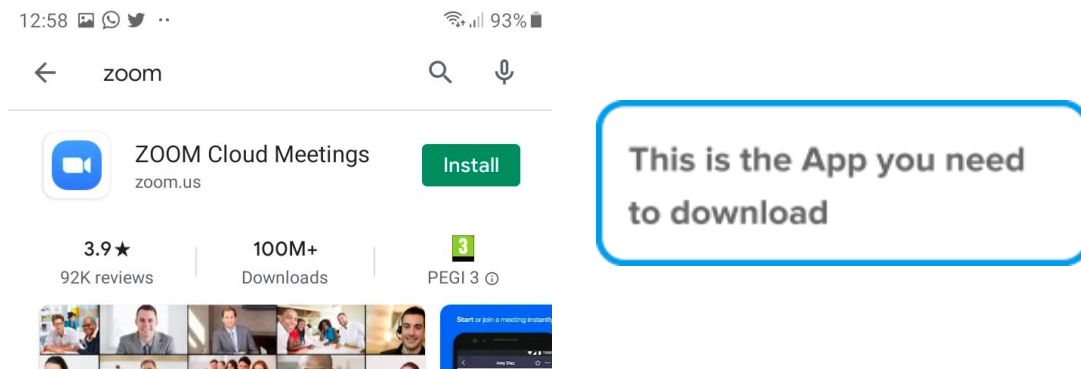 12:58 93%
zoom
ZOOM Cloud Meetings
zoom.us
Install
3.9★ 100M+ 3
92K reviews Downloads PEGI 3
Start or join a meeting instantly
This is the App you need
to download